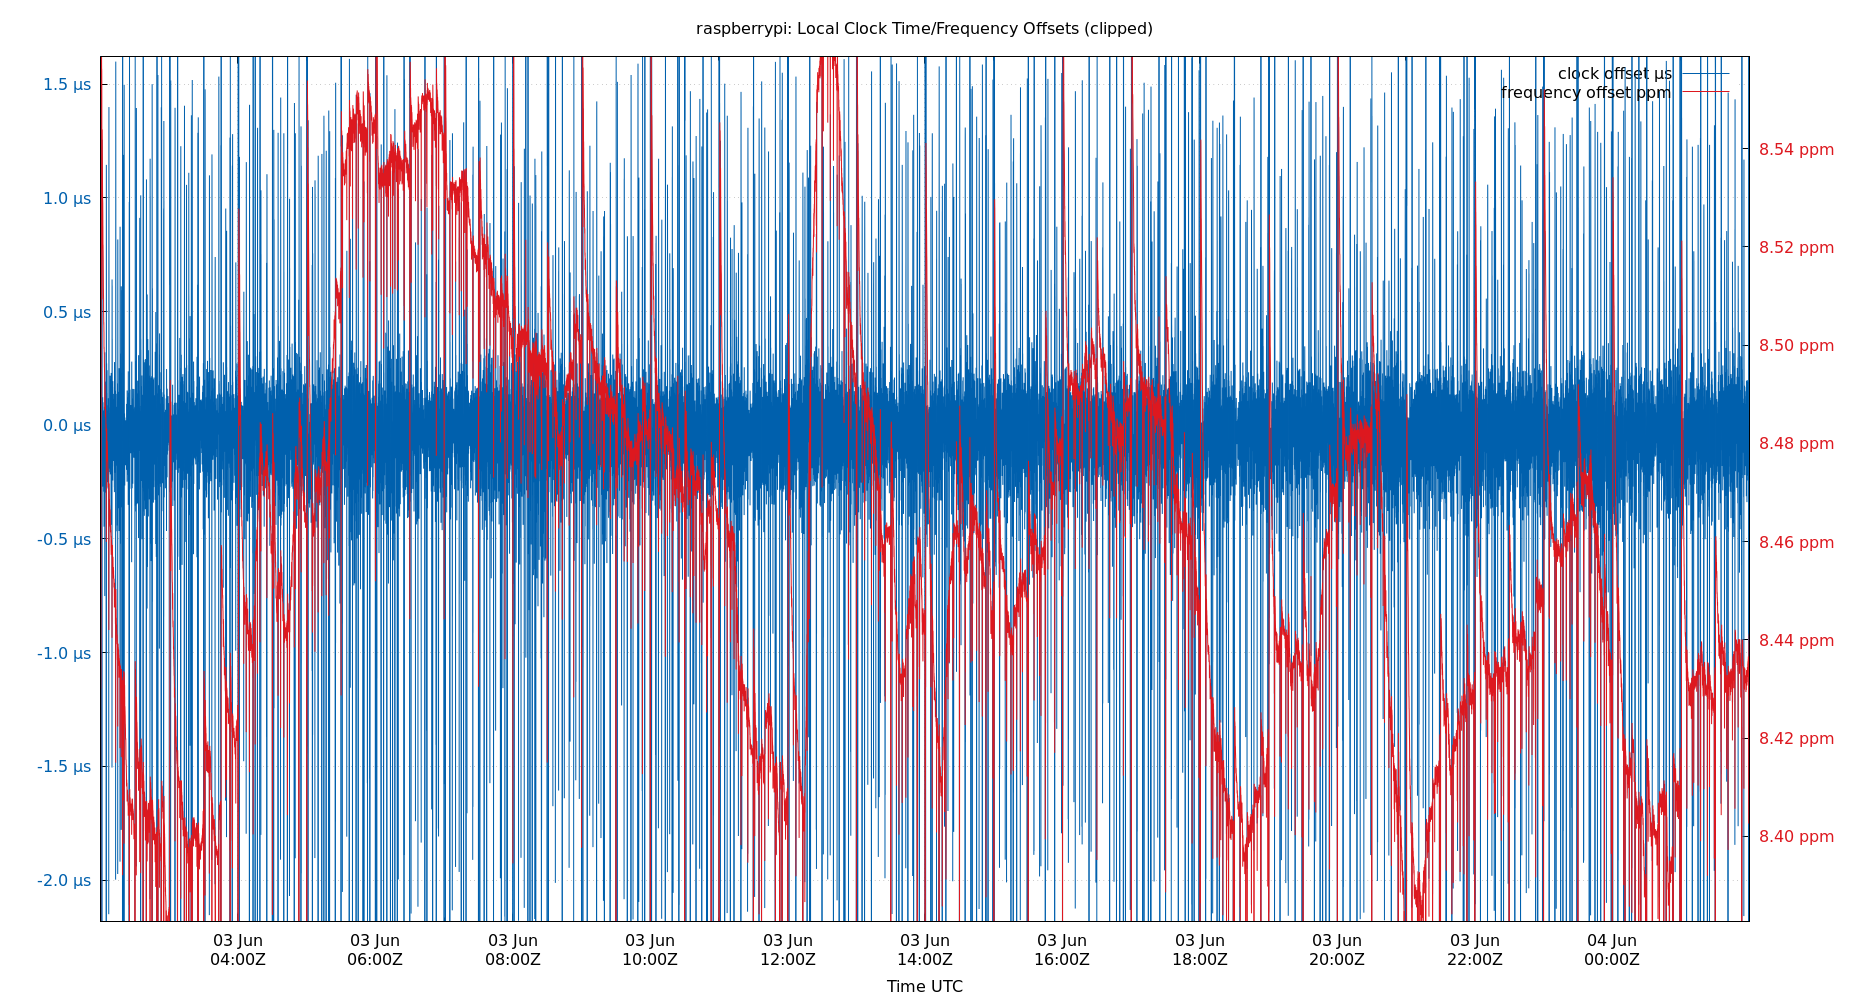 raspberrypi: Local Clock Time/Frequency Offsets (clipped)
clock offset µs
frequency offset ppm
1.5 µs
1.0 µs
0.5 µs
0.0 µs
-0.5 µs
-1.0 µs
-1.5 µs
-2.0 µs
8.54 ppm
8.52 ppm
8.50 ppm
8.48 ppm
8.46 ppm
8.44 ppm
8.42 ppm
8.40 ppm
03 Jun 03 Jun 03 Jun 03 Jun 03 Jun 03 Jun 03 Jun 03 Jun 03 Jun 03 Jun 04 Jun
04:00Z 06:00Z 08:00Z 10:00Z 12:00Z 14:00Z 16:00Z 18:00Z 20:00Z 22:00Z 00:00Z
Time UTC